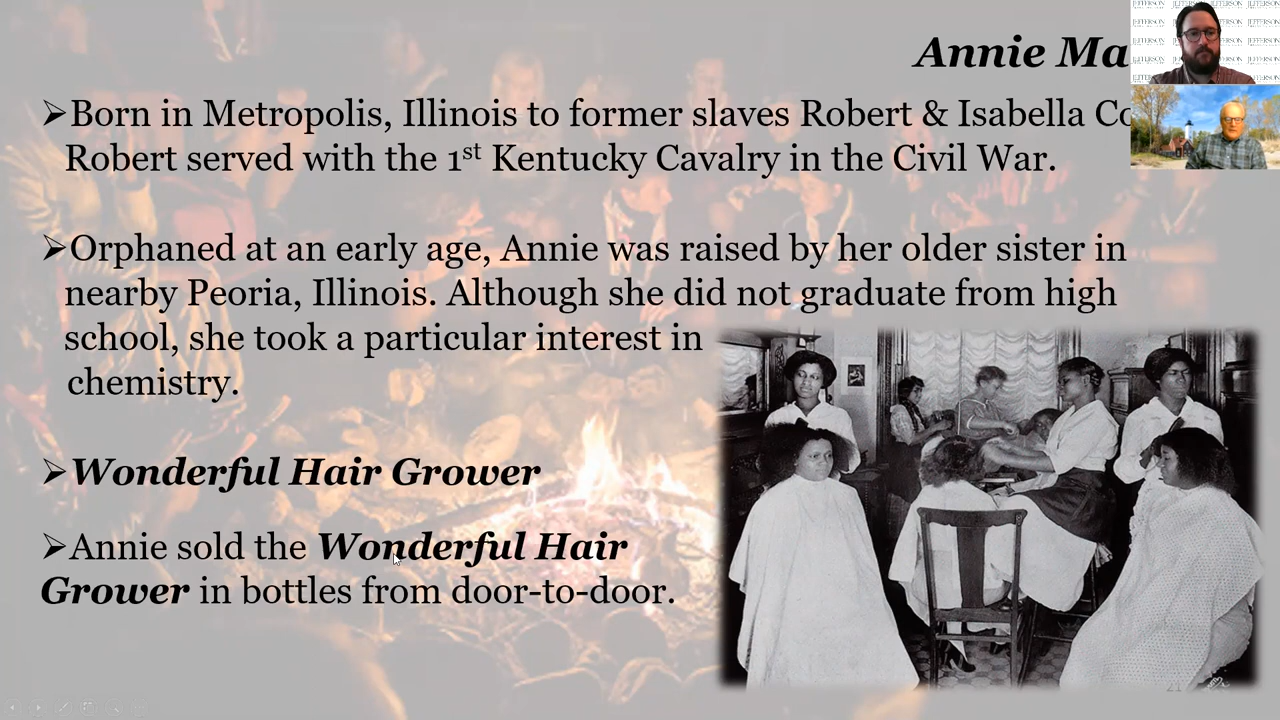 Annie Ma
➢Born in Metropolis, Illinois to former slaves Robert & Isabella Co
Robert served with the 1st Kentucky Cavalry in the Civil War.
➢Orphaned at an early age, Annie was raised by her older sister in
nearby Peoria, Illinois. Although she did not graduate from high
school, she took a particular interest in
chemistry.
➢Wonderful Hair Grower
➢Annie sold the Wonderful Hair
Grower in bottles from door-to-door.
21